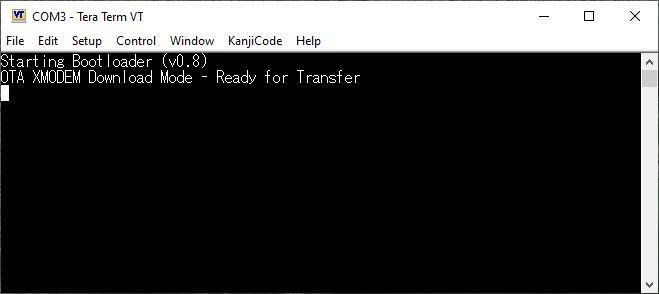 VT
COM3 - Tera Term VT
File Edit Setup Control Window KanjiCode Help
Starting Bootloader (v0.8)
OTA XMODEM Download Mode - Ready for Transfer